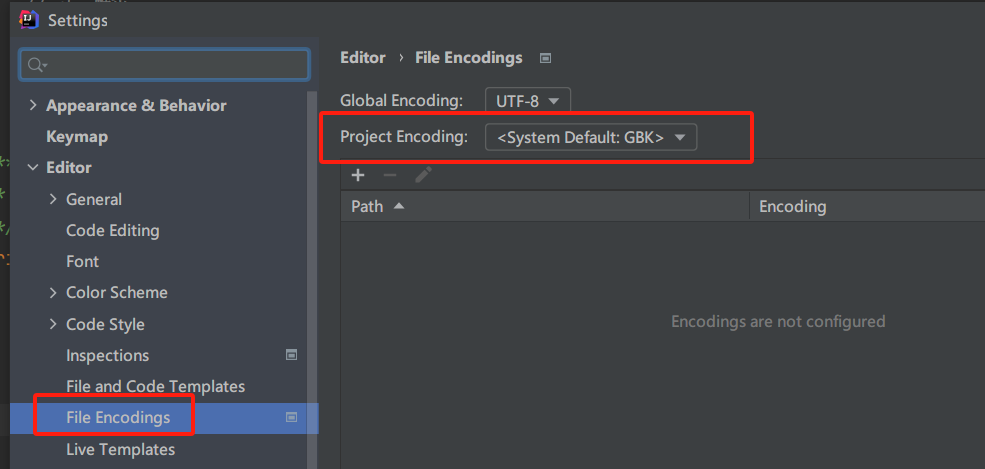 Settings
Editor › File Encodings
Appearance & Behavior
Global Encoding: UTF-8
Keymap
Project Encoding: <System Default: GBK>
Editor
General
Path
Encoding
Code Editing
Font
Color Scheme
Encodings are not configured
Code Style
Inspections
File and Code Templates
File Encodings
Live Templates